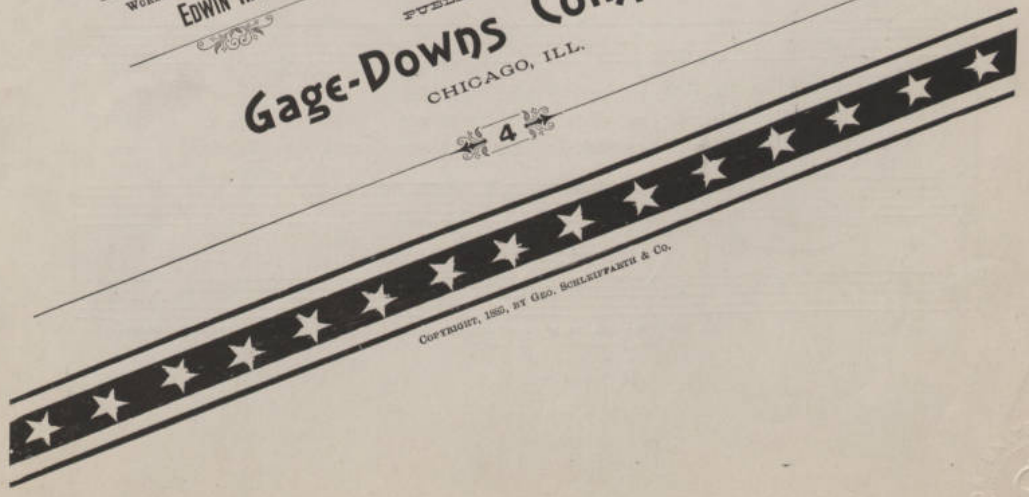 EDWIN
Gage-Downs
CHICAGO, ILL.
4
COPYRIGHT, 1885, BY GEO. SCHLEIFFARTH & CO.